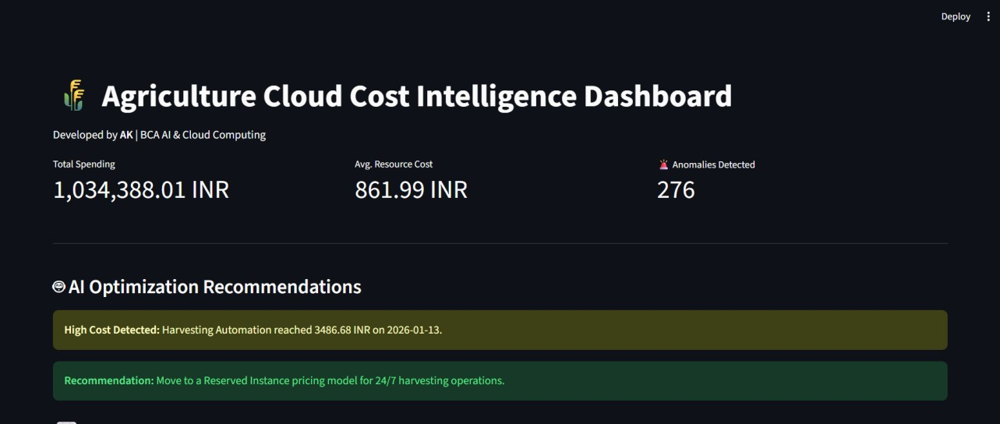 Deploy
Agriculture Cloud Cost Intelligence Dashboard
Developed by AK | BCA AI & Cloud Computing
Total Spending
1,034,388.01 INR
Avg. Resource Cost
861.99 INR
Anomalies Detected
276
AI Optimization Recommendations
High Cost Detected: Harvesting Automation reached 3486.68 INR on 2026-01-13.
Recommendation: Move to a Reserved Instance pricing model for 24/7 harvesting operations.